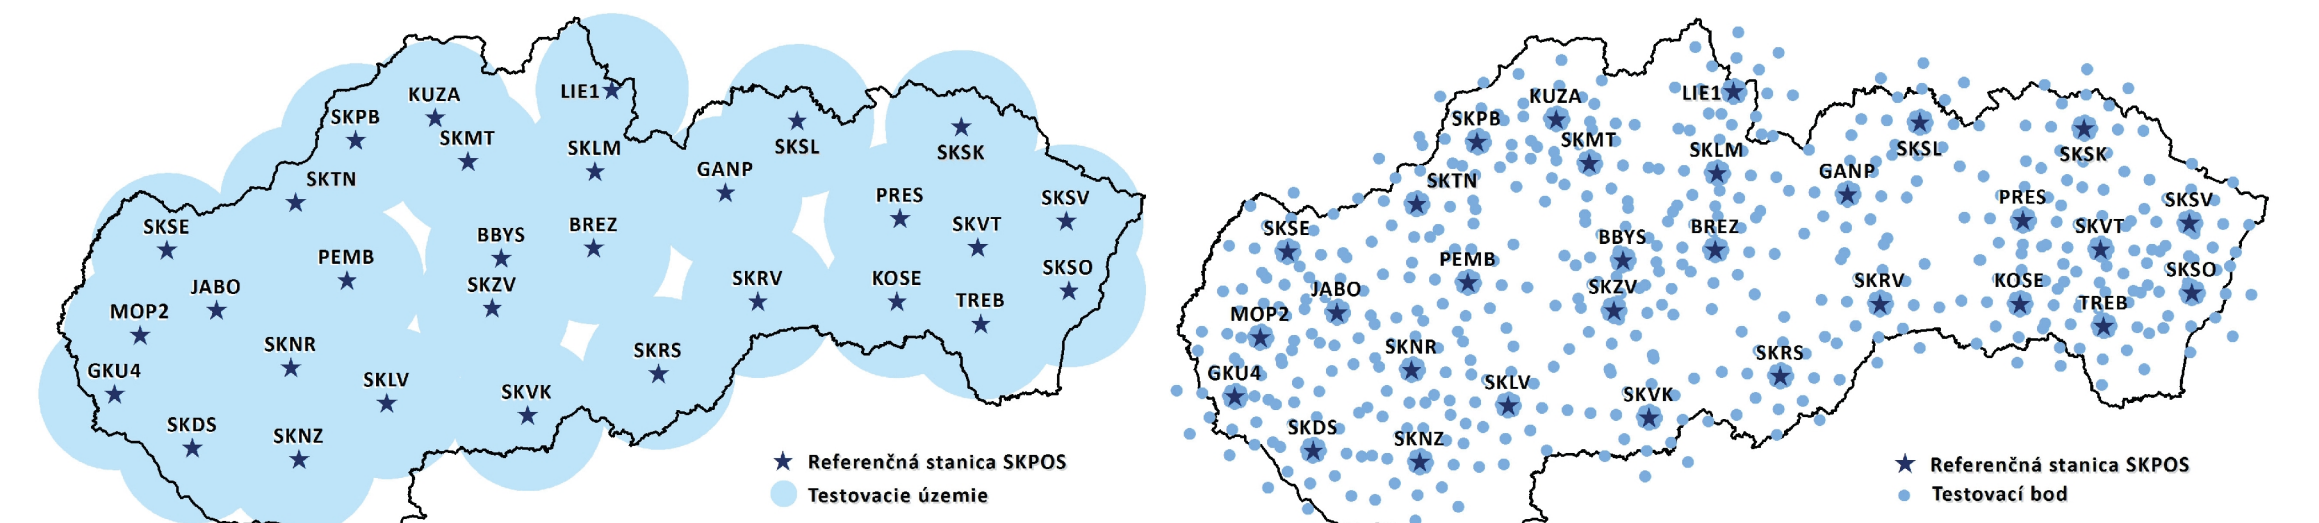 LIE1
KUZA
SKPB
SKMT
SKLM
SKSL
SKSK
GANP
SKTN
PRES
SKSV
SKSE
SKVT
BREZ
BBYS
PEMB
KOSE
SKSO
SKRV
SKZV
JABO
TREB
MOP2
SKNR
SKRS
GKU4
SKLV
SKVK
SKDS
SKNZ
Referenčná stanica SKPOS
Testovacie územie
LIE1
KUZA
SKPB
SKMT
SKLM
SKSL
SKSK
GANP
SKTN
PRES
SKSV
SKSE
SKVT
BREZ
BBYS
PEMB
SKSO
KOSE
SKRV
SKZV
JABO
TREB
MOP2
SKNR
SKRS
GKU4
SKLV
SKVK
SKDS
SKNZ
Referenčná stanica SKPOS
Testovací bod